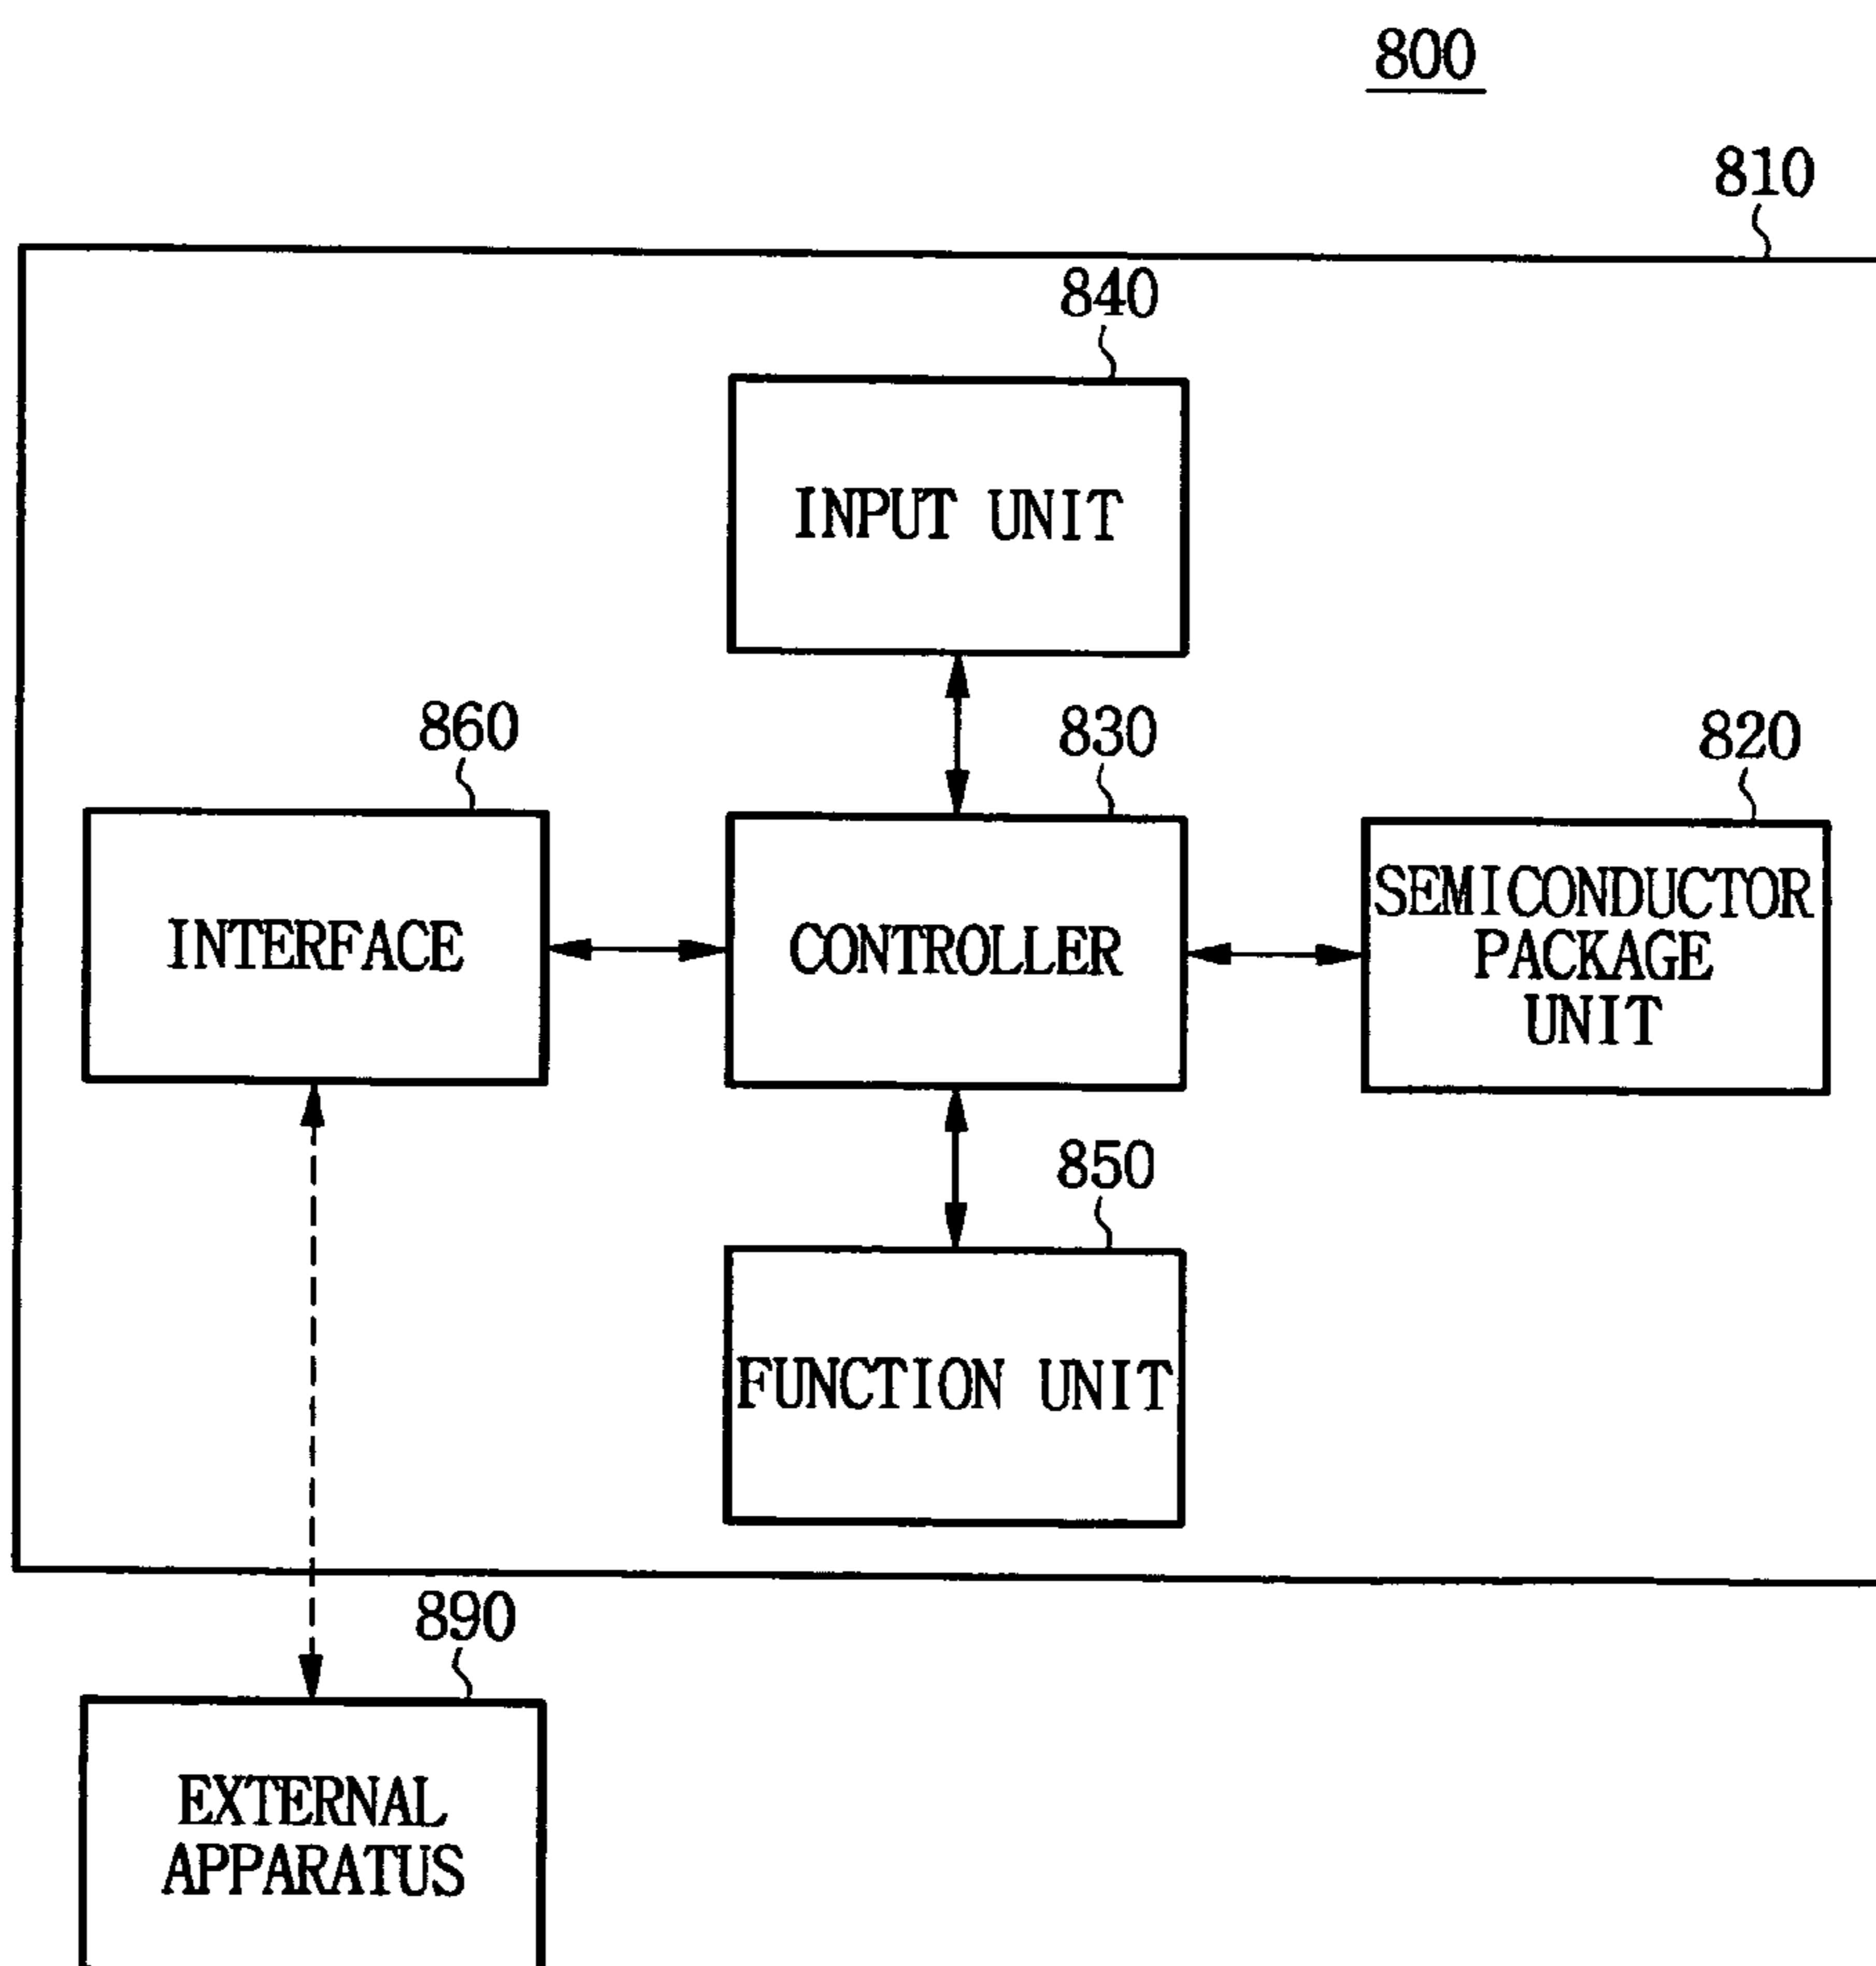 800
810
840
INPUT UNIT
860
830
820
INTERFACE
CONTROLLER
SEMICONDUCTOR
PACKAGE
UNIT
850
FUNCTION UNIT
890
EXTERNAL
APPARATUS